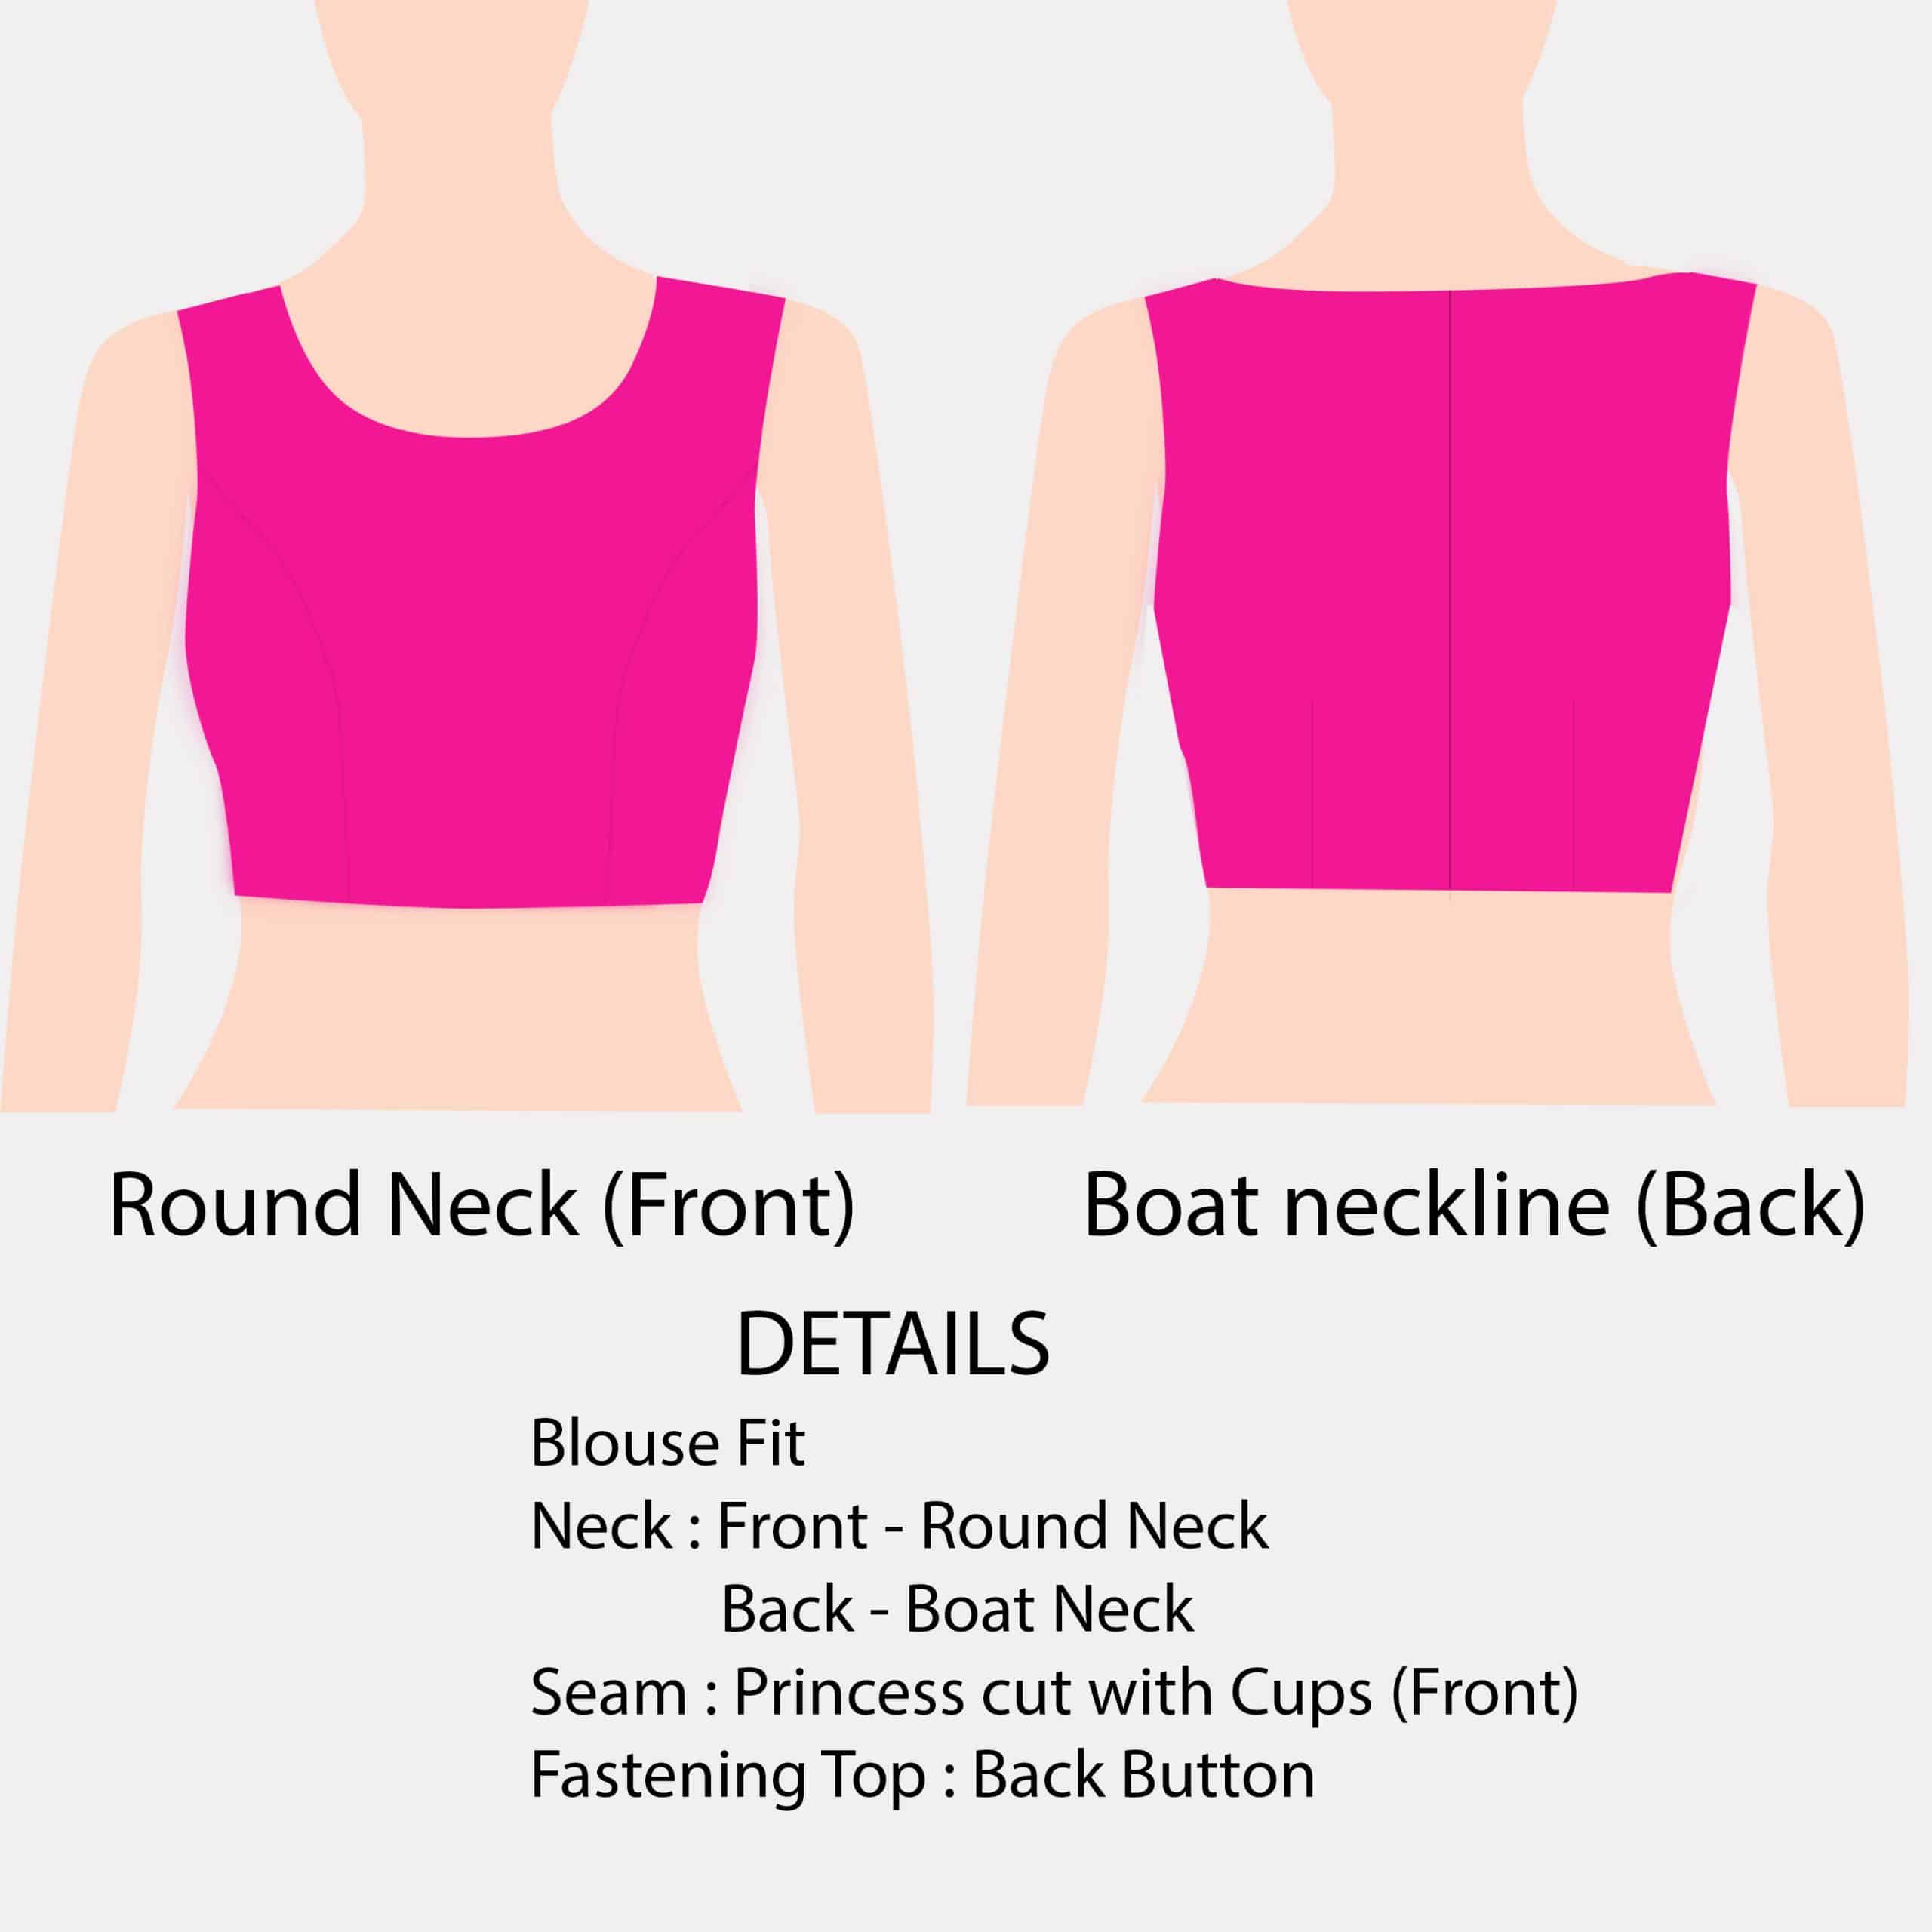 Round Neck (Front)
Boat neckline (Back)
DETAILS
Blouse Fit
Neck : Front - Round Neck
Back - Boat Neck
Seam : Princess cut with Cups (Front)
Fastening Top : Back Button